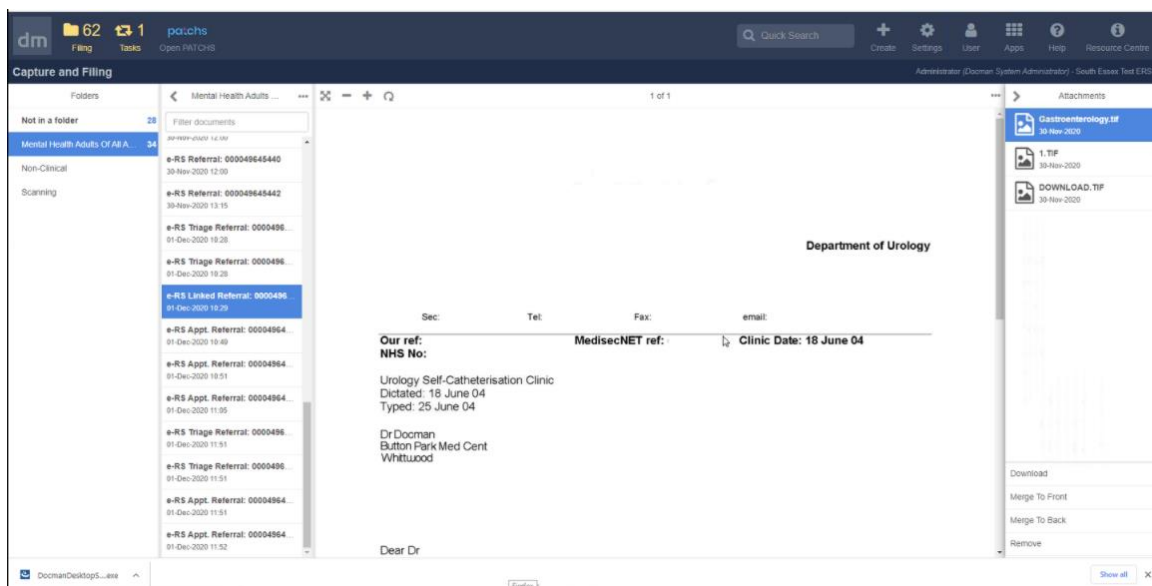 dm
62
Filing
1
Tasks
patchs
Open PATCHS
Quick Search
Create
Settings
User
Apps
Help
Resource Centre
Capture and Filing
Administrator (Docman System Administrator) - South Essex Test ERS
Folders
Not in a folder 28
Mental Health Adults Of All A... 34
Non-Clinical
Scanning
Mental Health Adults ...
Filter documents
30-Nov-2020 12:00
e-RS Referral: 000049645440
30-Nov-2020 12:00
e-RS Referral: 000049645442
30-Nov-2020 13:15
e-RS Triage Referral: 0000496...
01-Dec-2020 10:28
e-RS Triage Referral: 0000496...
01-Dec-2020 10:28
e-RS Linked Referral: 0000496...
01-Dec-2020 10:29
e-RS Appt. Referral: 00004964...
01-Dec-2020 10:49
e-RS Appt. Referral: 00004964...
01-Dec-2020 10:51
e-RS Appt. Referral: 00004964...
01-Dec-2020 11:05
e-RS Triage Referral: 0000496...
01-Dec-2020 11:51
e-RS Triage Referral: 0000496...
01-Dec-2020 11:51
e-RS Appt. Referral: 00004964...
01-Dec-2020 11:51
e-RS Appt. Referral: 00004964...
01-Dec-2020 11:52
1 of 1
Department of Urology
Sec: Tel: Fax: email:
Our ref: MedisecNET ref: Clinic Date: 18 June 04
NHS No:
Urology Self-Catheterisation Clinic
Dictated: 18 June 04
Typed: 25 June 04
Dr Docman
Button Park Med Cent
Whittwood
Dear Dr
Attachments
Gastroenterology.tif
30-Nov-2020
1.TIF
30-Nov-2020
DOWNLOAD.TIF
30-Nov-2020
Download
Merge To Front
Merge To Back
Remove
DocmanDesktopS....exe
Show all